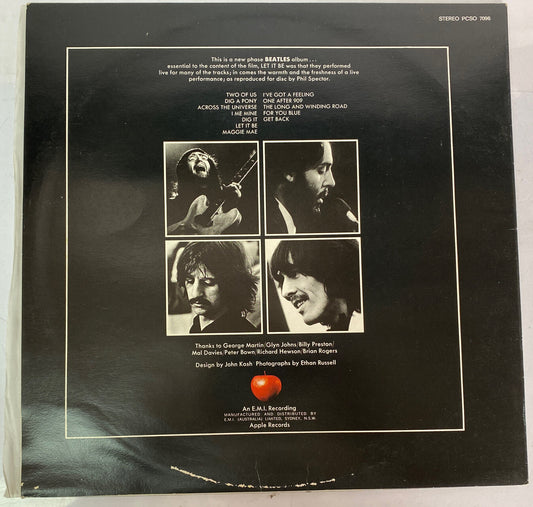 STEREO PCSO 7096
This is a new phase BEATLES album . . .
essential to the content of the film, LET IT BE was that they performed
live for many of the tracks; in comes the warmth and the freshness of a live
performance; as reproduced for disc by Phil Spector.
TWO OF US
DIG A PONY
ACROSS THE UNIVERSE
I ME MINE
DIG IT
LET IT BE
MAGGIE MAE
I'VE GOT A FEELING
ONE AFTER 909
THE LONG AND WINDING ROAD
FOR YOU BLUE
GET BACK
Thanks to George Martin/Glyn Johns/Billy Preston/
Mal Davies/Peter Bown/Richard Hewson/Brian Rogers
Design by John Kosh/Photographs by Ethan Russell
An E.M.I. Recording
MANUFACTURED AND DISTRIBUTED BY
E.M.I. (AUSTRALIA) LIMITED, SYDNEY, N.S.W.
Apple Records